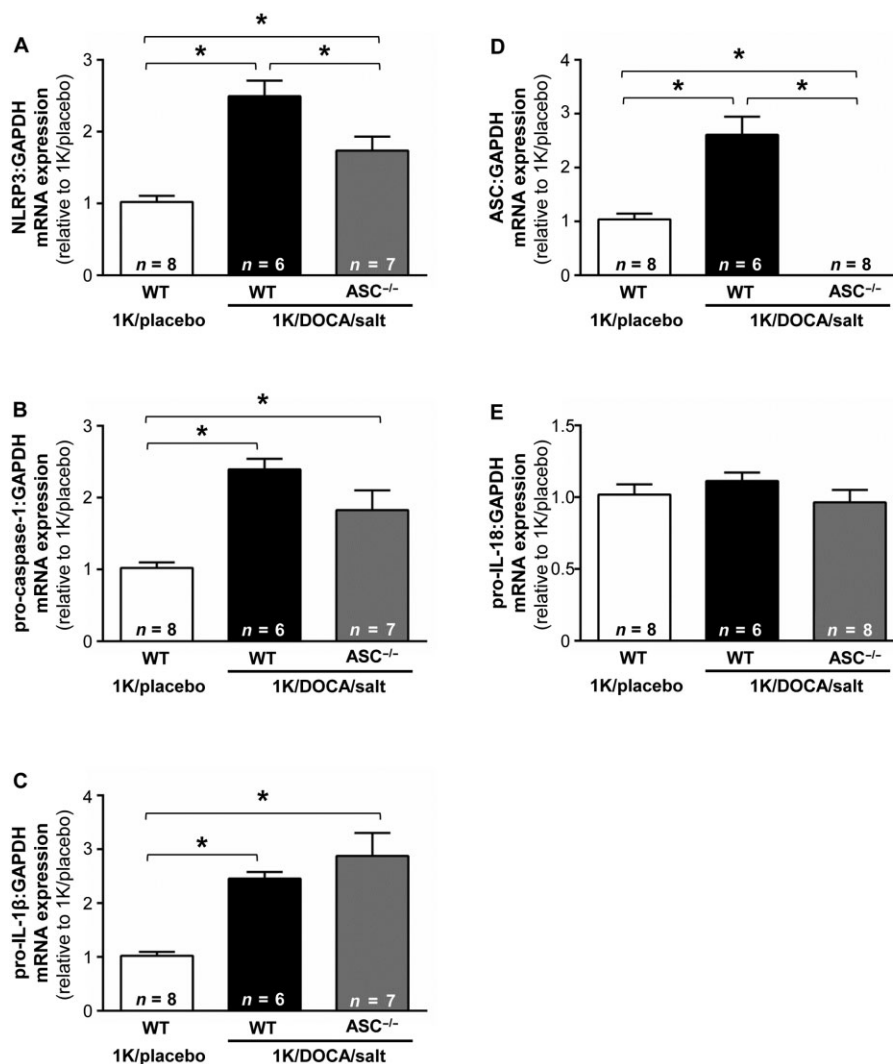 A
NLRP3:GAPDH
mRNA expression
(relative to 1K/placebo)
3
2
1
0
*
*
*
n = 8
n = 6
n = 7
WT
WT
ASC⁻/⁻
1K/placebo
1K/DOCA/salt
D
ASC:GAPDH
mRNA expression
(relative to 1K/placebo)
4
3
2
1
0
*
*
*
n = 8
n = 6
n = 8
WT
WT
ASC⁻/⁻
1K/placebo
1K/DOCA/salt
B
pro-caspase-1:GAPDH
mRNA expression
(relative to 1K/placebo)
3
2
1
0
*
*
n = 8
n = 6
n = 7
WT
WT
ASC⁻/⁻
1K/placebo
1K/DOCA/salt
E
pro-IL-18:GAPDH
mRNA expression
(relative to 1K/placebo)
1.5
1.0
0.5
0
n = 8
n = 6
n = 8
WT
WT
ASC⁻/⁻
1K/placebo
1K/DOCA/salt
C
pro-IL-1β:GAPDH
mRNA expression
(relative to 1K/placebo)
4
3
2
1
0
*
*
n = 8
n = 6
n = 7
WT
WT
ASC⁻/⁻
1K/placebo
1K/DOCA/salt